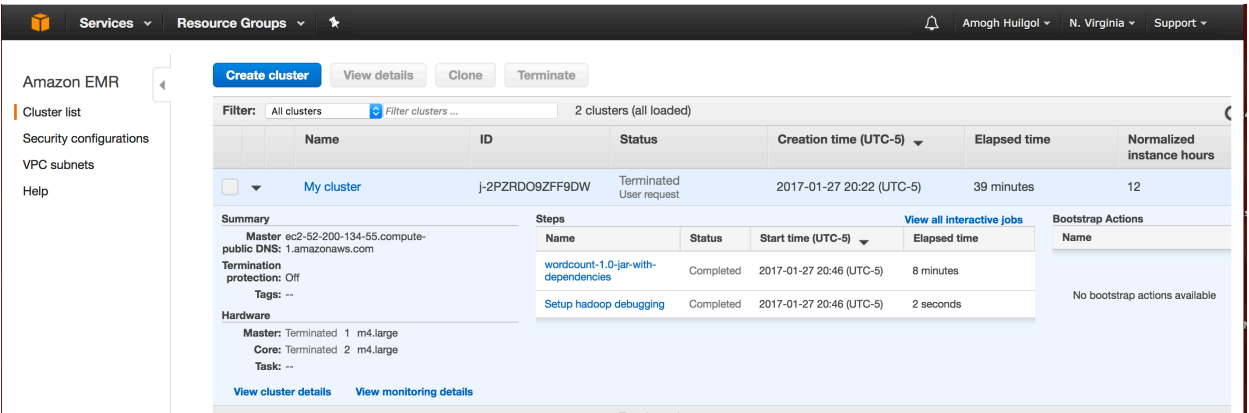 Services Resource Groups Amogh Huilgol N. Virginia Support
Amazon EMR
Cluster list
Security configurations
VPC subnets
Help
Create cluster View details Clone Terminate
Filter: All clusters Filter clusters ... 2 clusters (all loaded)
Name ID Status Creation time (UTC-5) Elapsed time Normalized instance hours
My cluster j-2PZRDO9ZFF9DW Terminated User request 2017-01-27 20:22 (UTC-5) 39 minutes 12
Summary
Master public DNS: ec2-52-200-134-55.compute-1.amazonaws.com
Termination protection: Off
Tags: --
Hardware
Master: Terminated 1 m4.large
Core: Terminated 2 m4.large
Task: --
View cluster details View monitoring details
Steps View all interactive jobs
Name Status Start time (UTC-5) Elapsed time
wordcount-1.0-jar-with-dependencies Completed 2017-01-27 20:46 (UTC-5) 8 minutes
Setup hadoop debugging Completed 2017-01-27 20:46 (UTC-5) 2 seconds
Bootstrap Actions
Name
No bootstrap actions available